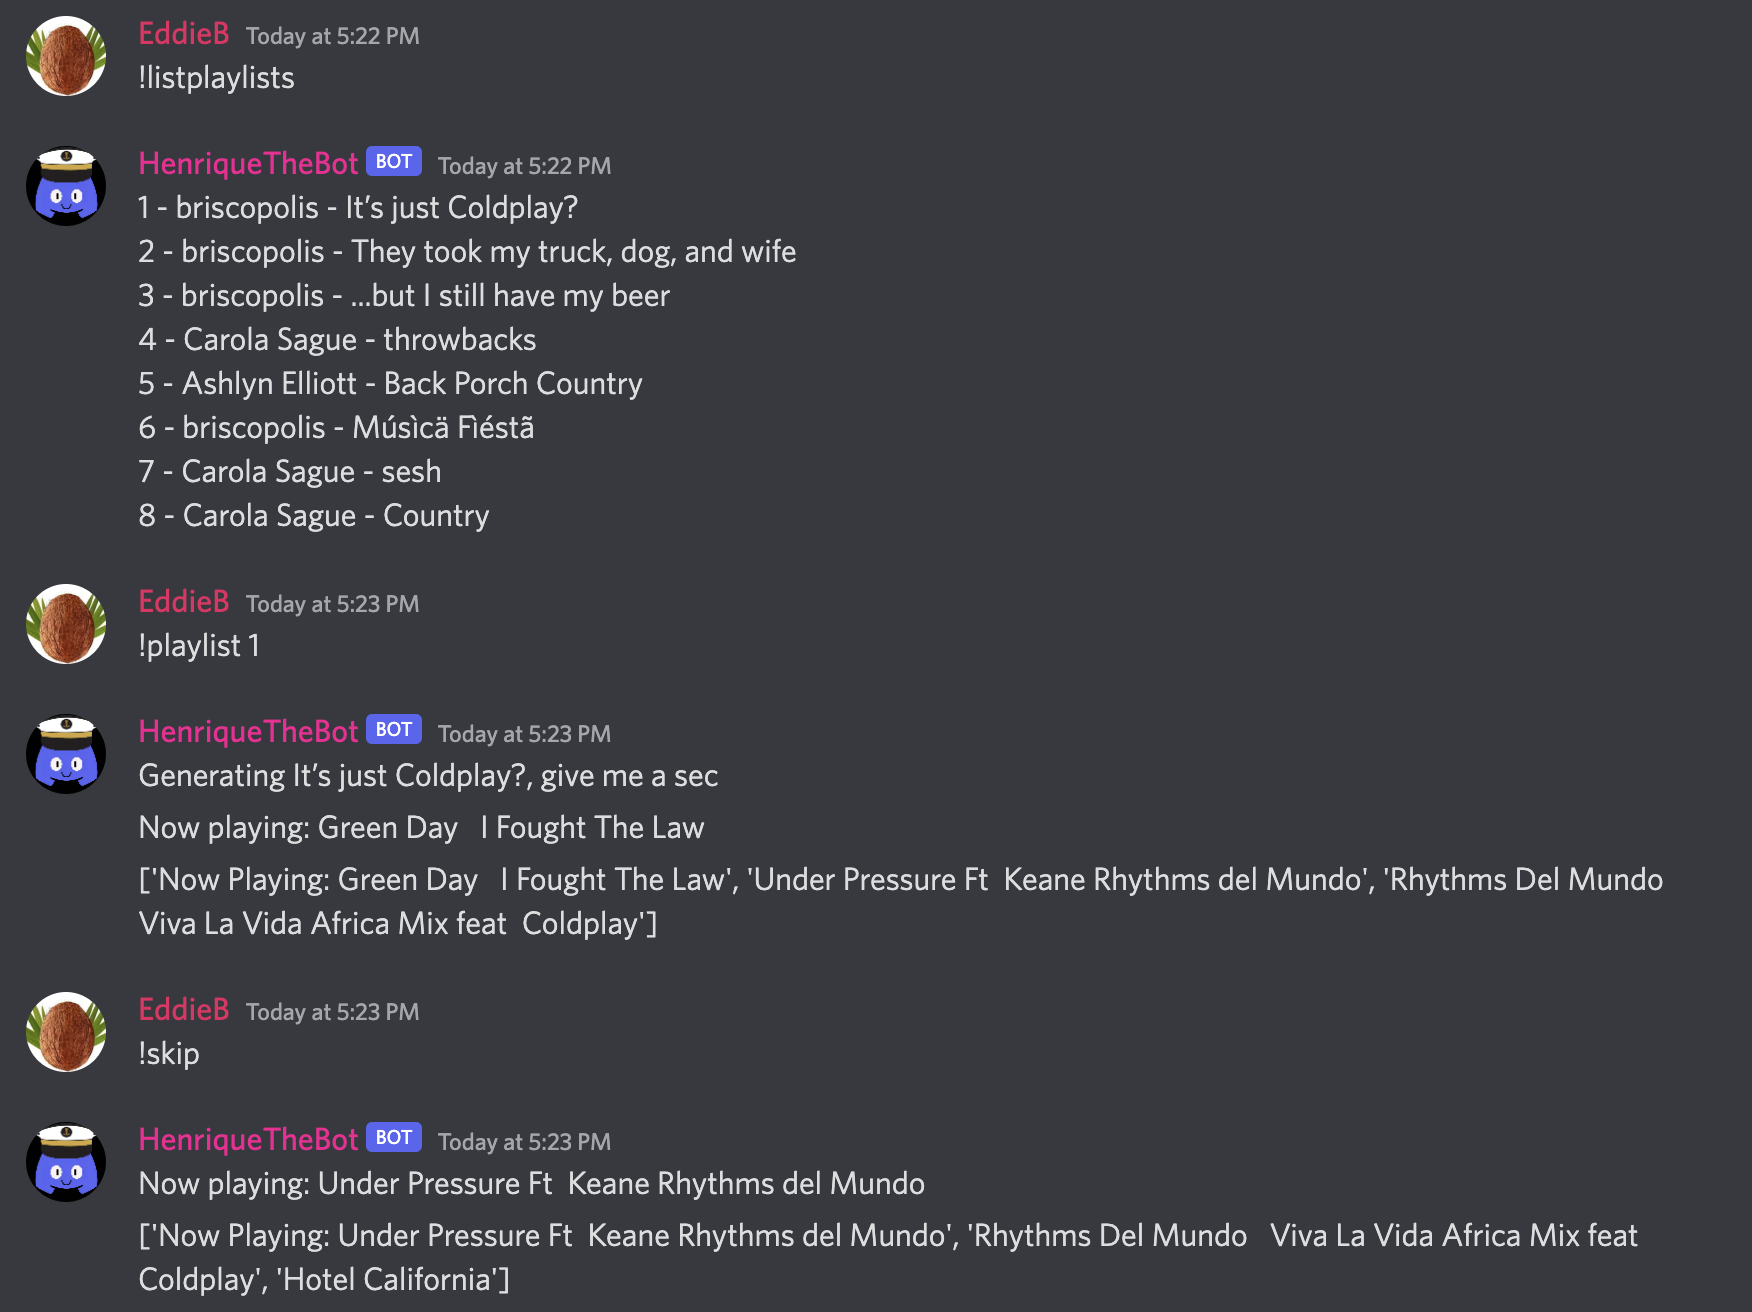 EddieB Today at 5:22 PM
!listplaylists
HenriqueTheBot BOT Today at 5:22 PM
1 - briscopolis - It’s just Coldplay?
2 - briscopolis - They took my truck, dog, and wife
3 - briscopolis - ...but I still have my beer
4 - Carola Sague - throwbacks
5 - Ashlyn Elliott - Back Porch Country
6 - briscopolis - Músìcä Fìéstã
7 - Carola Sague - sesh
8 - Carola Sague - Country
EddieB Today at 5:23 PM
!playlist 1
HenriqueTheBot BOT Today at 5:23 PM
Generating It’s just Coldplay?, give me a sec
Now playing: Green Day   I Fought The Law
['Now Playing: Green Day   I Fought The Law', 'Under Pressure Ft  Keane Rhythms del Mundo', 'Rhythms Del Mundo
Viva La Vida Africa Mix feat  Coldplay']
EddieB Today at 5:23 PM
!skip
HenriqueTheBot BOT Today at 5:23 PM
Now playing: Under Pressure Ft  Keane Rhythms del Mundo
['Now Playing: Under Pressure Ft  Keane Rhythms del Mundo', 'Rhythms Del Mundo   Viva La Vida Africa Mix feat
Coldplay', 'Hotel California']